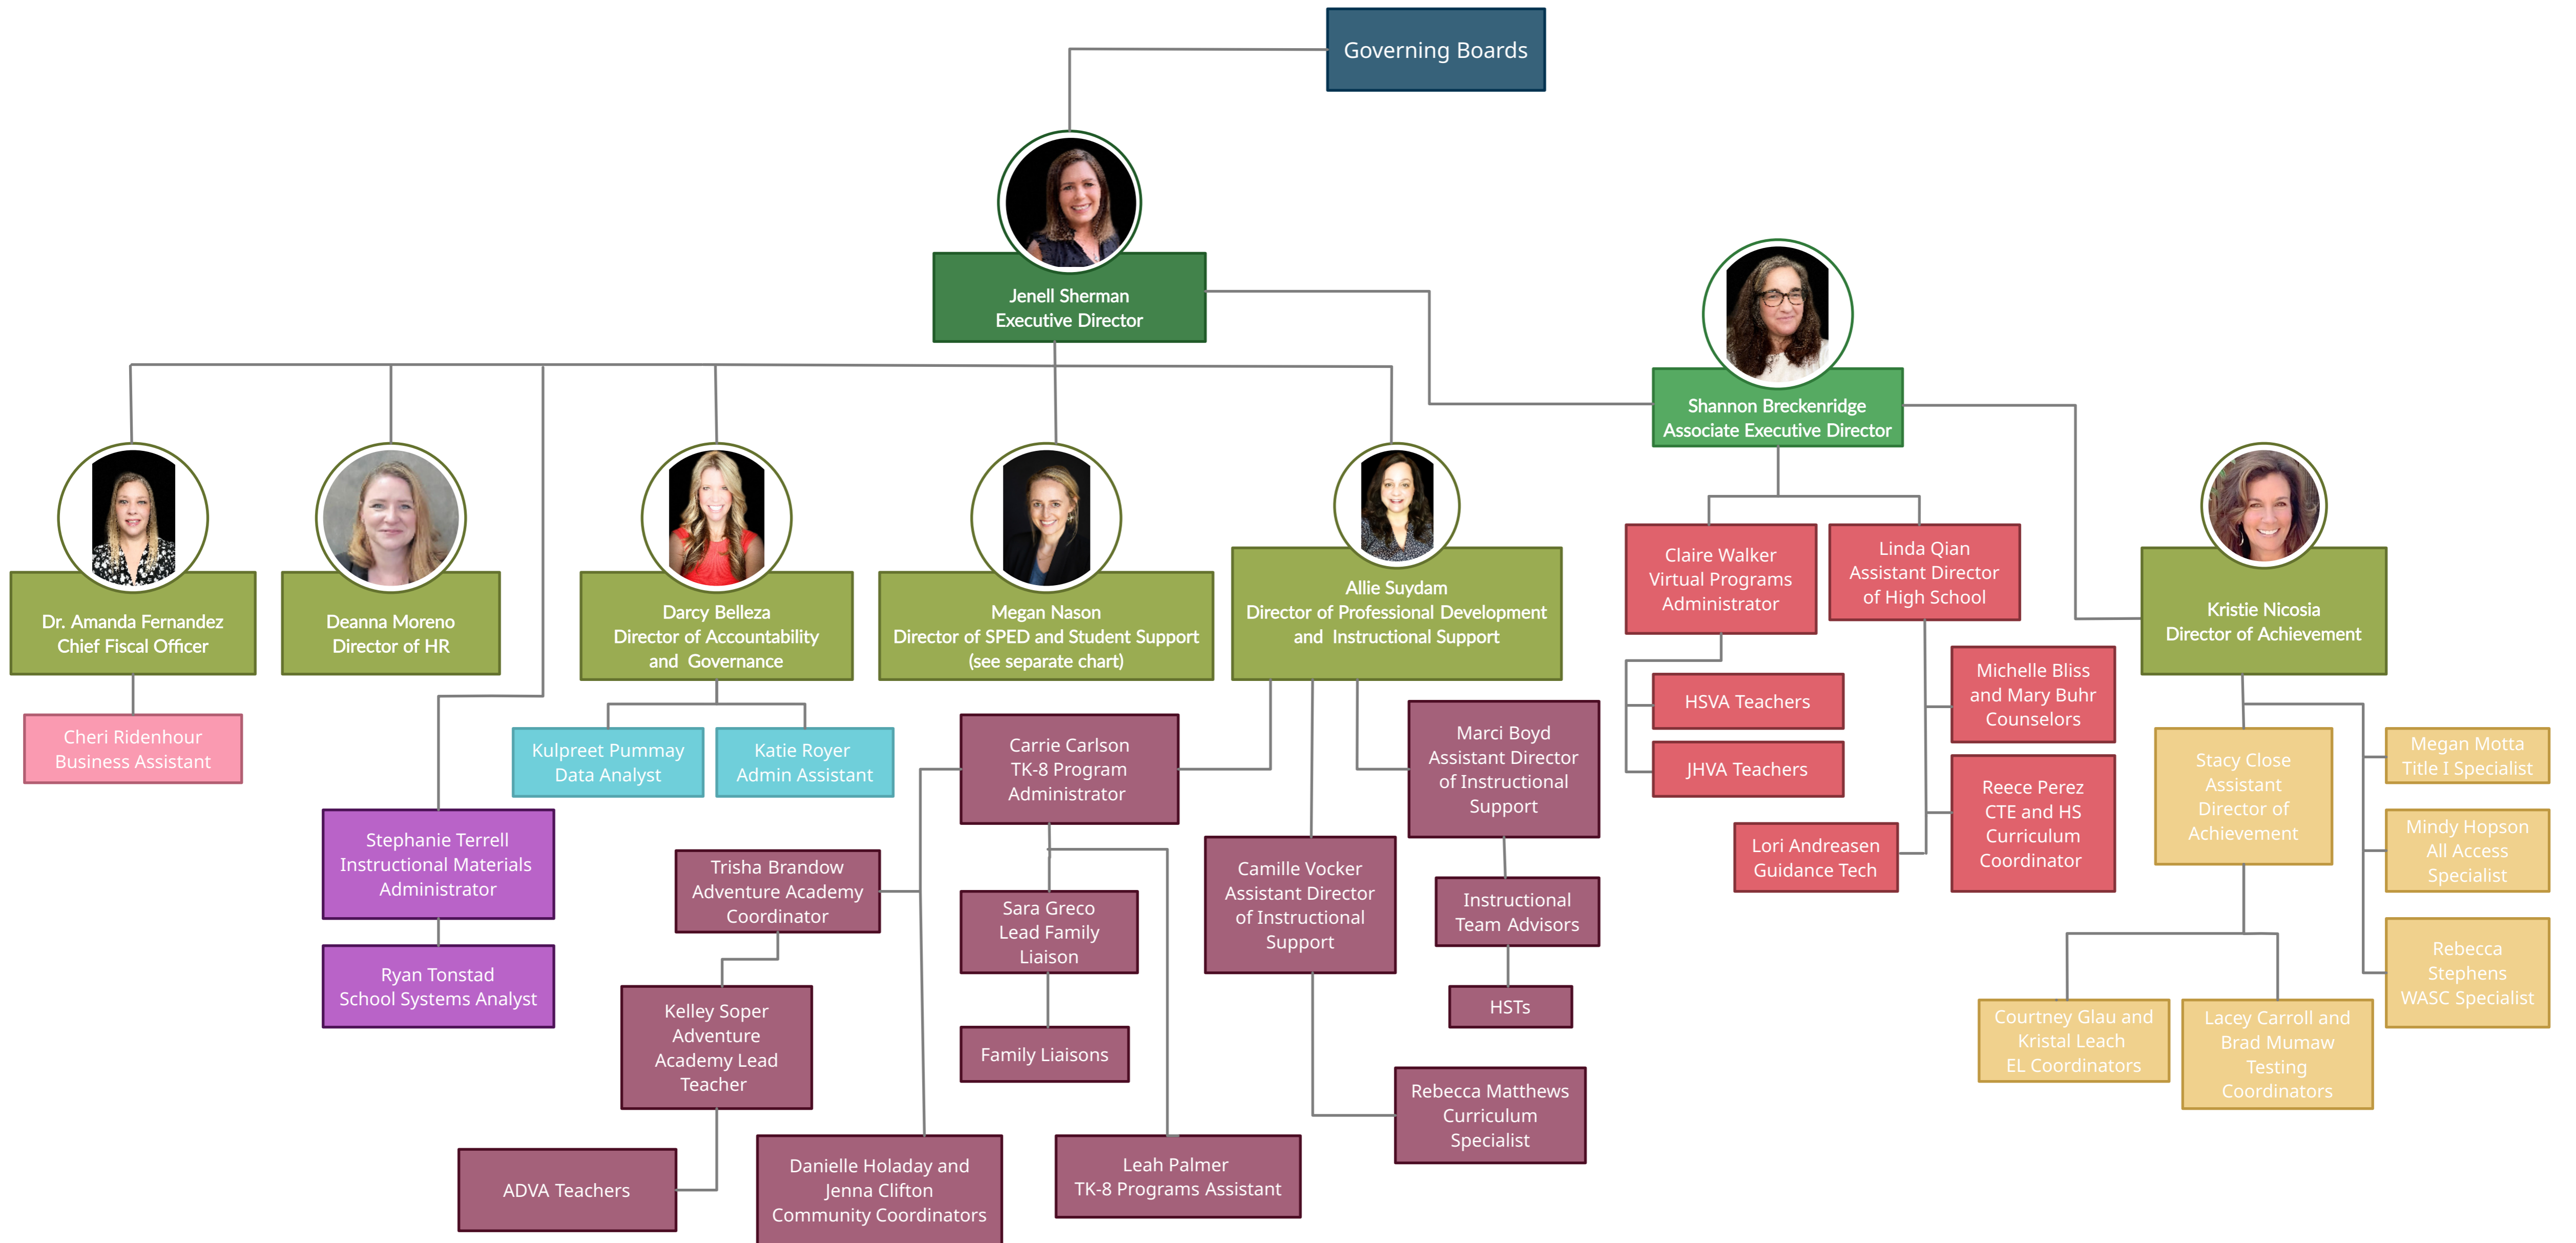 Governing Boards
Jenell Sherman
Executive Director
Shannon Breckenridge
Associate Executive Director
Dr. Amanda Fernandez
Chief Fiscal Officer
Deanna Moreno
Director of HR
Darcy Belleza
Director of Accountability
and Governance
Megan Nason
Director of SPED and Student Support
(see separate chart)
Allie Suydam
Director of Professional Development
and Instructional Support
Claire Walker
Virtual Programs
Administrator
Linda Qian
Assistant Director
of High School
Kristie Nicosia
Director of Achievement
Cheri Ridenhour
Business Assistant
Kulpreet Pummay
Data Analyst
Katie Royer
Admin Assistant
Carrie Carlson
TK-8 Program
Administrator
Marci Boyd
Assistant Director
of Instructional
Support
HSVA Teachers
JHVA Teachers
Michelle Bliss
and Mary Buhr
Counselors
Reece Perez
CTE and HS
Curriculum
Coordinator
Lori Andreasen
Guidance Tech
Stacy Close
Assistant
Director of
Achievement
Megan Motta
Title I Specialist
Mindy Hopson
All Access
Specialist
Rebecca
Stephens
WASC Specialist
Stephanie Terrell
Instructional Materials
Administrator
Ryan Tonstad
School Systems Analyst
Trisha Brandow
Adventure Academy
Coordinator
Sara Greco
Lead Family
Liaison
Camille Vocker
Assistant Director
of Instructional
Support
Instructional
Team Advisors
HSTs
Kelley Soper
Adventure
Academy Lead
Teacher
Family Liaisons
Rebecca Matthews
Curriculum
Specialist
Courtney Glau and
Kristal Leach
EL Coordinators
Lacey Carroll and
Brad Mumaw
Testing
Coordinators
ADVA Teachers
Danielle Holaday and
Jenna Clifton
Community Coordinators
Leah Palmer
TK-8 Programs Assistant